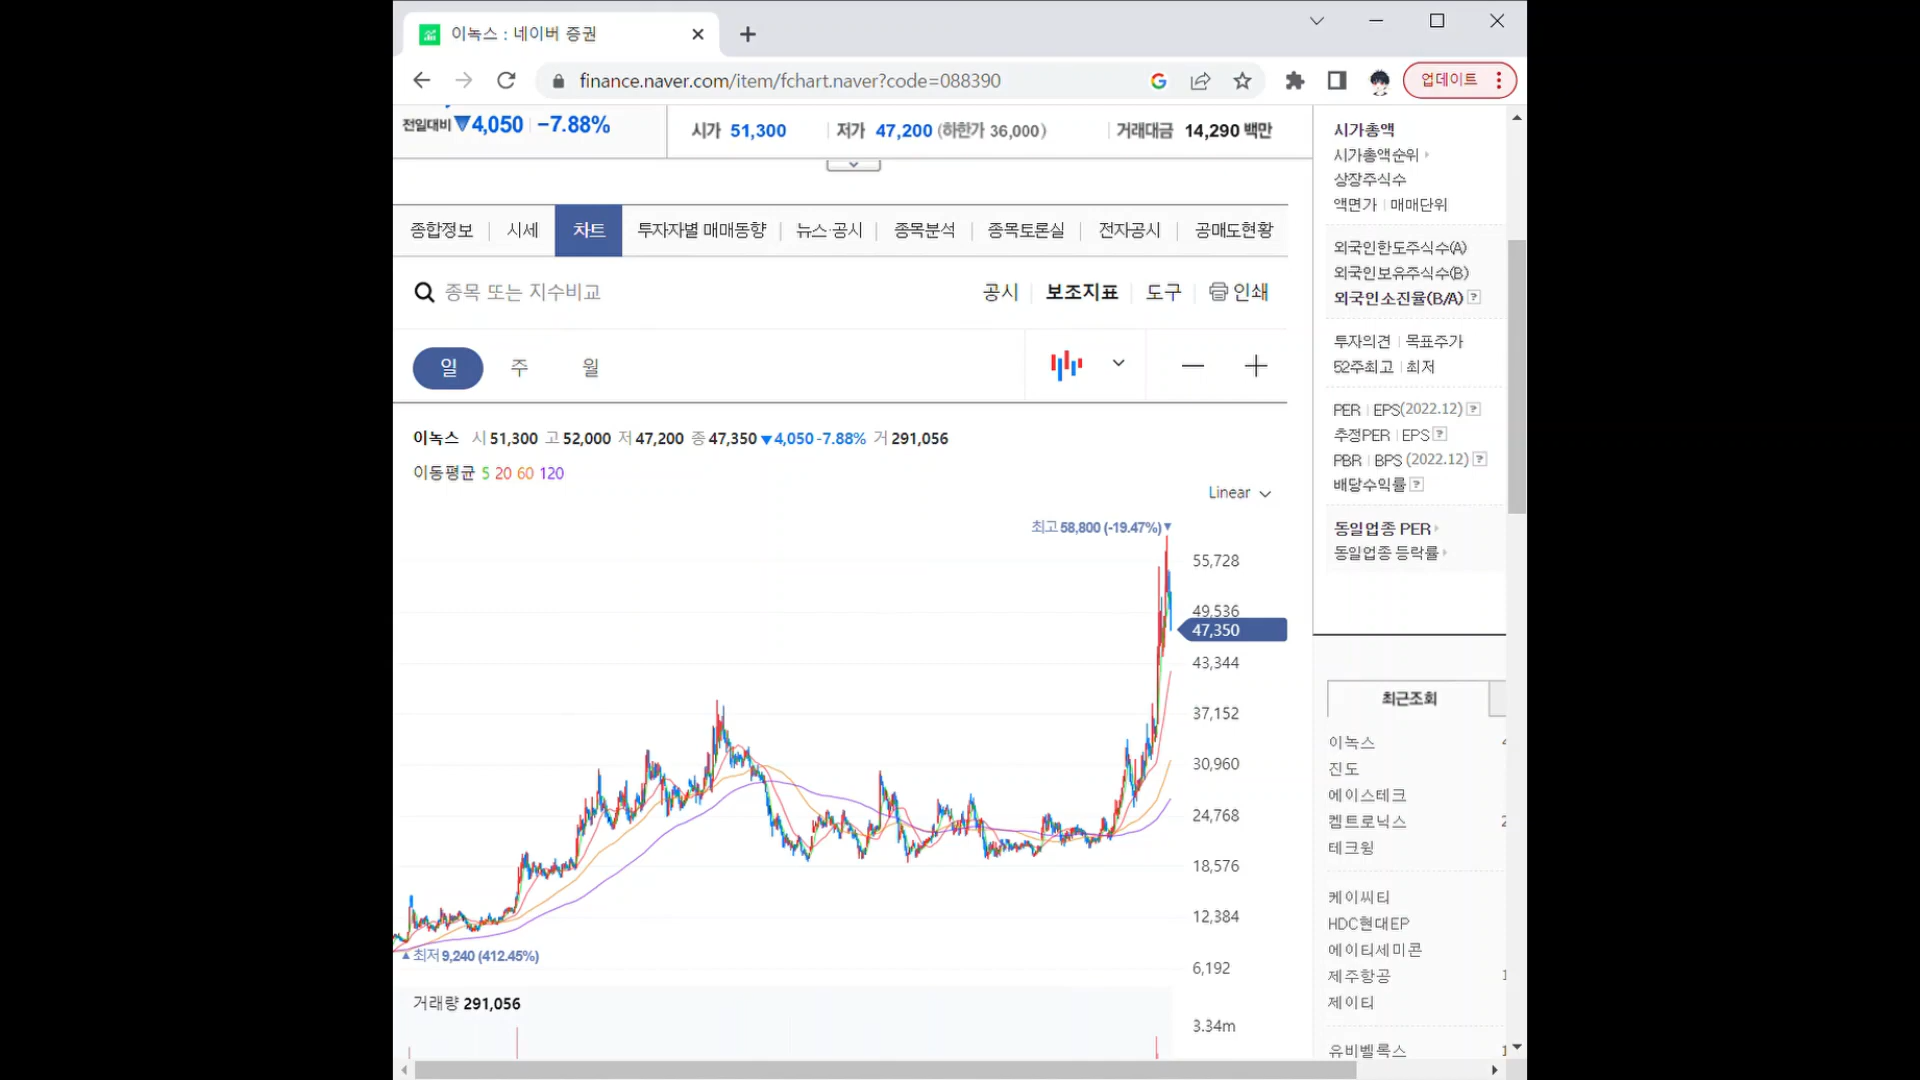 이녹스 : 네이버 증권
finance.naver.com/item/fchart.naver?code=088390
업데이트
전일대비 ▼4,050 −7.88%
시가 51,300 저가 47,200 (하한가 36,000) 거래대금 14,290 백만
종합정보 시세 차트 투자자별 매매동향 뉴스·공시 종목분석 종목토론실 전자공시 공매도현황
종목 또는 지수비교
공시 보조지표 도구 인쇄
일 주 월
이녹스 시 51,300 고 52,000 저 47,200 종 47,350 ▼4,050 -7.88% 거 291,056
이동평균 5 20 60 120
Linear
최고 58,800 (-19.47%)▼
55,728
49,536
47,350
43,344
37,152
30,960
24,768
18,576
12,384
6,192
▲최저 9,240 (412.45%)
거래량 291,056
3.34m
시가총액
시가총액순위
상장주식수
액면가 | 매매단위
외국인한도주식수(A)
외국인보유주식수(B)
외국인소진율(B/A) ?
투자의견 | 목표주가
52주최고 | 최저
PER | EPS(2022.12) ?
추정PER | EPS ?
PBR | BPS (2022.12) ?
배당수익률 ?
동일업종 PER
동일업종 등락률
최근조회
이녹스
진도
에이스테크
켐트로닉스 2
테크윙
케이씨티
HDC현대EP
에이티세미콘
제주항공 1
제이티
유비벨록스 1